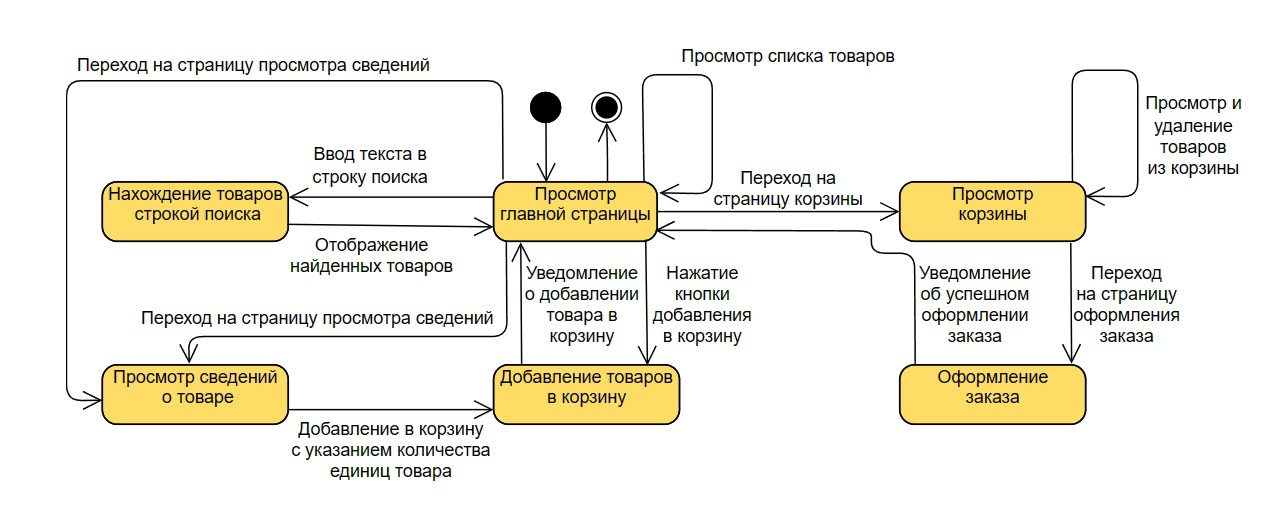 Просмотр списка товаров
Переход на страницу просмотра сведений
Просмотр и
удаление
товаров
из корзины
Ввод текста в
строку поиска
Нахождение товаров
строкой поиска
Просмотр
главной страницы
Переход на
страницу корзины
Просмотр
корзины
Отображение
найденных товаров
Уведомление
о добавлении
товара в
корзину
Нажатие
кнопки
добавления
в корзину
Уведомление
об успешном
оформлении
заказа
Переход
на страницу
оформления
заказа
Переход на страницу просмотра сведений
Просмотр сведений
о товаре
Добавление товаров
в корзину
Оформление
заказа
Добавление в корзину
с указанием количества
единиц товара